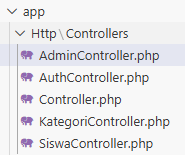 app
Http\Controllers
AdminController.php
AuthController.php
Controller.php
KategoriController.php
SiswaController.php